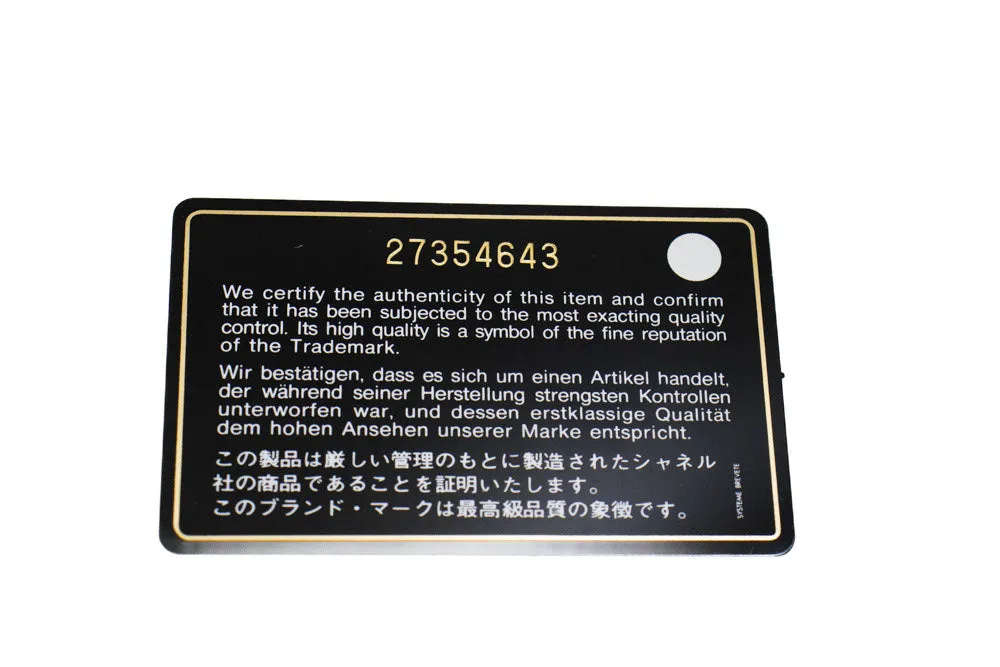 27354643
We certify the authenticity of this item and confirm
that it has been subjected to the most exacting quality
control. Its high quality is a symbol of the fine reputation
of the Trademark.
Wir bestätigen, dass es sich um einen Artikel handelt,
der während seiner Herstellung strengsten Kontrollen
unterworfen war, und dessen erstklassige Qualität
dem hohen Ansehen unserer Marke entspricht.
この製品は厳しい管理のもとに製造されたシャネル
社の商品であることを証明いたします。
このブランド・マークは最高級品質の象徴です。
SYSTEME BREVETE